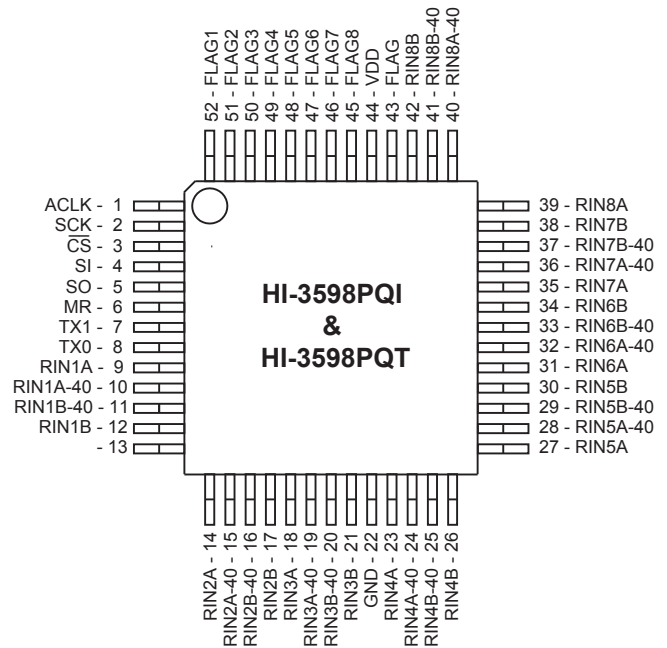 52 - FLAG1
51 - FLAG2
50 - FLAG3
49 - FLAG4
48 - FLAG5
47 - FLAG6
46 - FLAG7
45 - FLAG8
44 - VDD
43 - FLAG
42 - RIN8B
41 - RIN8B-40
40 - RIN8A-40
ACLK - 1
SCK - 2
C̅S̅ - 3
SI - 4
SO - 5
MR - 6
TX1 - 7
TX0 - 8
RIN1A - 9
RIN1A-40 - 10
RIN1B-40 - 11
RIN1B - 12
- 13
HI-3598PQI
&
HI-3598PQT
39 - RIN8A
38 - RIN7B
37 - RIN7B-40
36 - RIN7A-40
35 - RIN7A
34 - RIN6B
33 - RIN6B-40
32 - RIN6A-40
31 - RIN6A
30 - RIN5B
29 - RIN5B-40
28 - RIN5A-40
27 - RIN5A
RIN2A - 14
RIN2A-40 - 15
RIN2B-40 - 16
RIN2B - 17
RIN3A - 18
RIN3A-40 - 19
RIN3B-40 - 20
RIN3B - 21
GND - 22
RIN4A - 23
RIN4A-40 - 24
RIN4B-40 - 25
RIN4B - 26